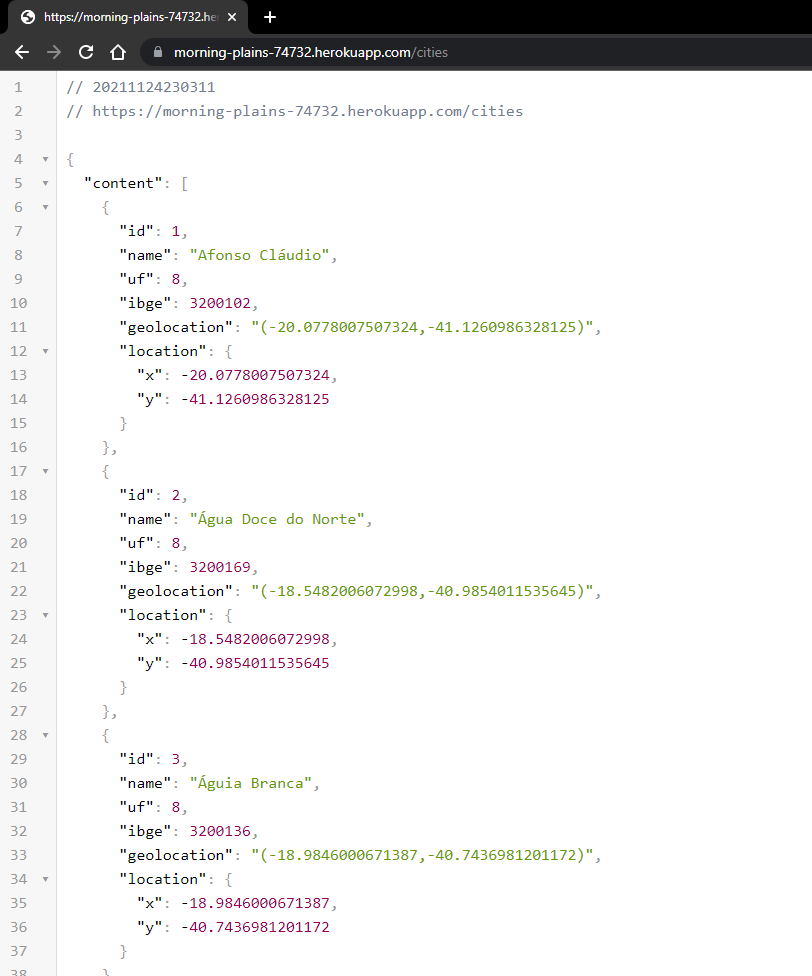 https://morning-plains-74732.he
morning-plains-74732.herokuapp.com/cities
1 // 20211124230311
2 // https://morning-plains-74732.herokuapp.com/cities
3
4 {
5 "content": [
6 {
7 "id": 1,
8 "name": "Afonso Cláudio",
9 "uf": 8,
10 "ibge": 3200102,
11 "geolocation": "(-20.0778007507324,-41.1260986328125)",
12 "location": {
13 "x": -20.0778007507324,
14 "y": -41.1260986328125
15 }
16 },
17 {
18 "id": 2,
19 "name": "Água Doce do Norte",
20 "uf": 8,
21 "ibge": 3200169,
22 "geolocation": "(-18.5482006072998,-40.9854011535645)",
23 "location": {
24 "x": -18.5482006072998,
25 "y": -40.9854011535645
26 }
27 },
28 {
29 "id": 3,
30 "name": "Águia Branca",
31 "uf": 8,
32 "ibge": 3200136,
33 "geolocation": "(-18.9846000671387,-40.7436981201172)",
34 "location": {
35 "x": -18.9846000671387,
36 "y": -40.7436981201172
37 }
38 }